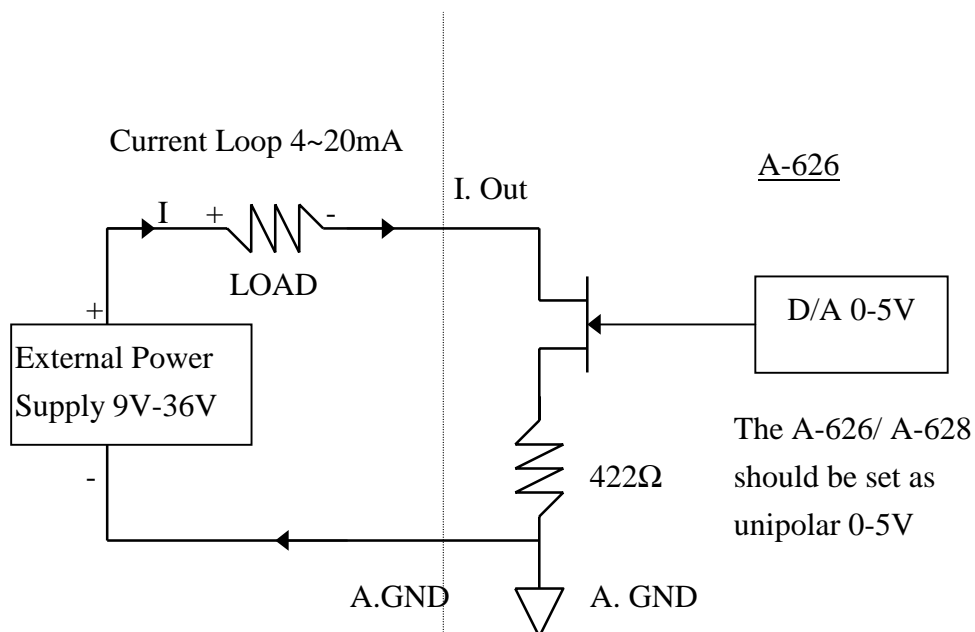 Current Loop 4~20mA
A-626
I. Out
I
+
-
LOAD
D/A 0-5V
+
External Power
Supply 9V-36V
-
The A-626/ A-628
should be set as
unipolar 0-5V
422Ω
A.GND
A. GND